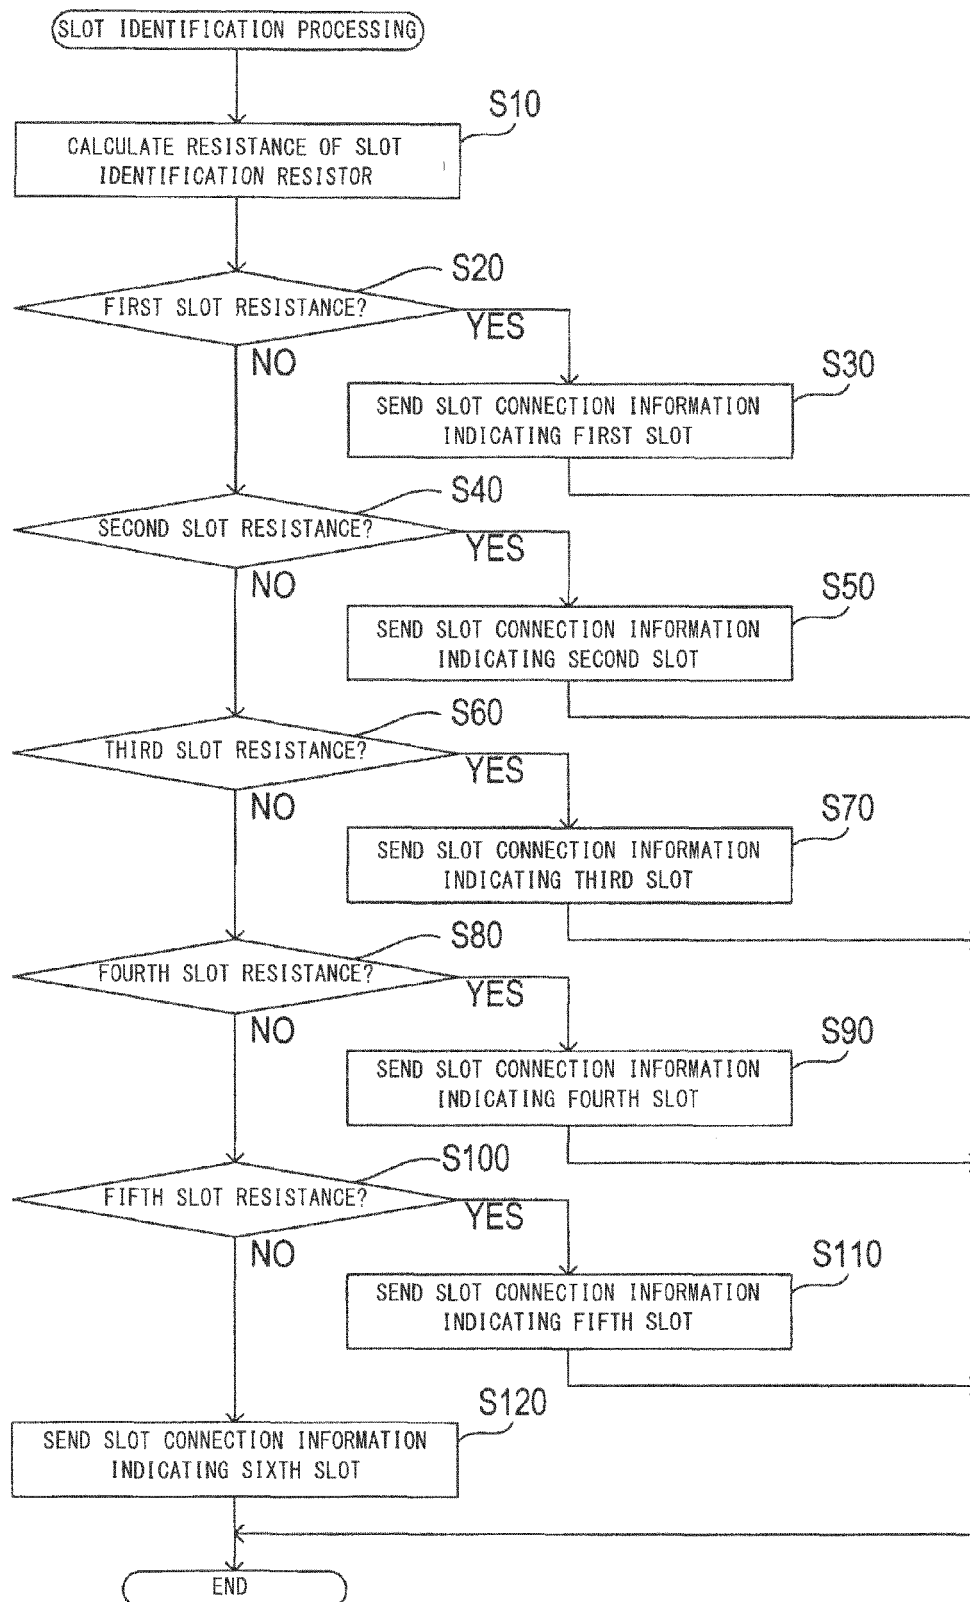 SLOT IDENTIFICATION PROCESSING
S10
CALCULATE RESISTANCE OF SLOT
IDENTIFICATION RESISTOR
S20
FIRST SLOT RESISTANCE?
YES
NO
S30
SEND SLOT CONNECTION INFORMATION
INDICATING FIRST SLOT
S40
SECOND SLOT RESISTANCE?
YES
NO
S50
SEND SLOT CONNECTION INFORMATION
INDICATING SECOND SLOT
S60
THIRD SLOT RESISTANCE?
YES
NO
S70
SEND SLOT CONNECTION INFORMATION
INDICATING THIRD SLOT
S80
FOURTH SLOT RESISTANCE?
YES
NO
S90
SEND SLOT CONNECTION INFORMATION
INDICATING FOURTH SLOT
S100
FIFTH SLOT RESISTANCE?
YES
NO
S110
SEND SLOT CONNECTION INFORMATION
INDICATING FIFTH SLOT
S120
SEND SLOT CONNECTION INFORMATION
INDICATING SIXTH SLOT
END